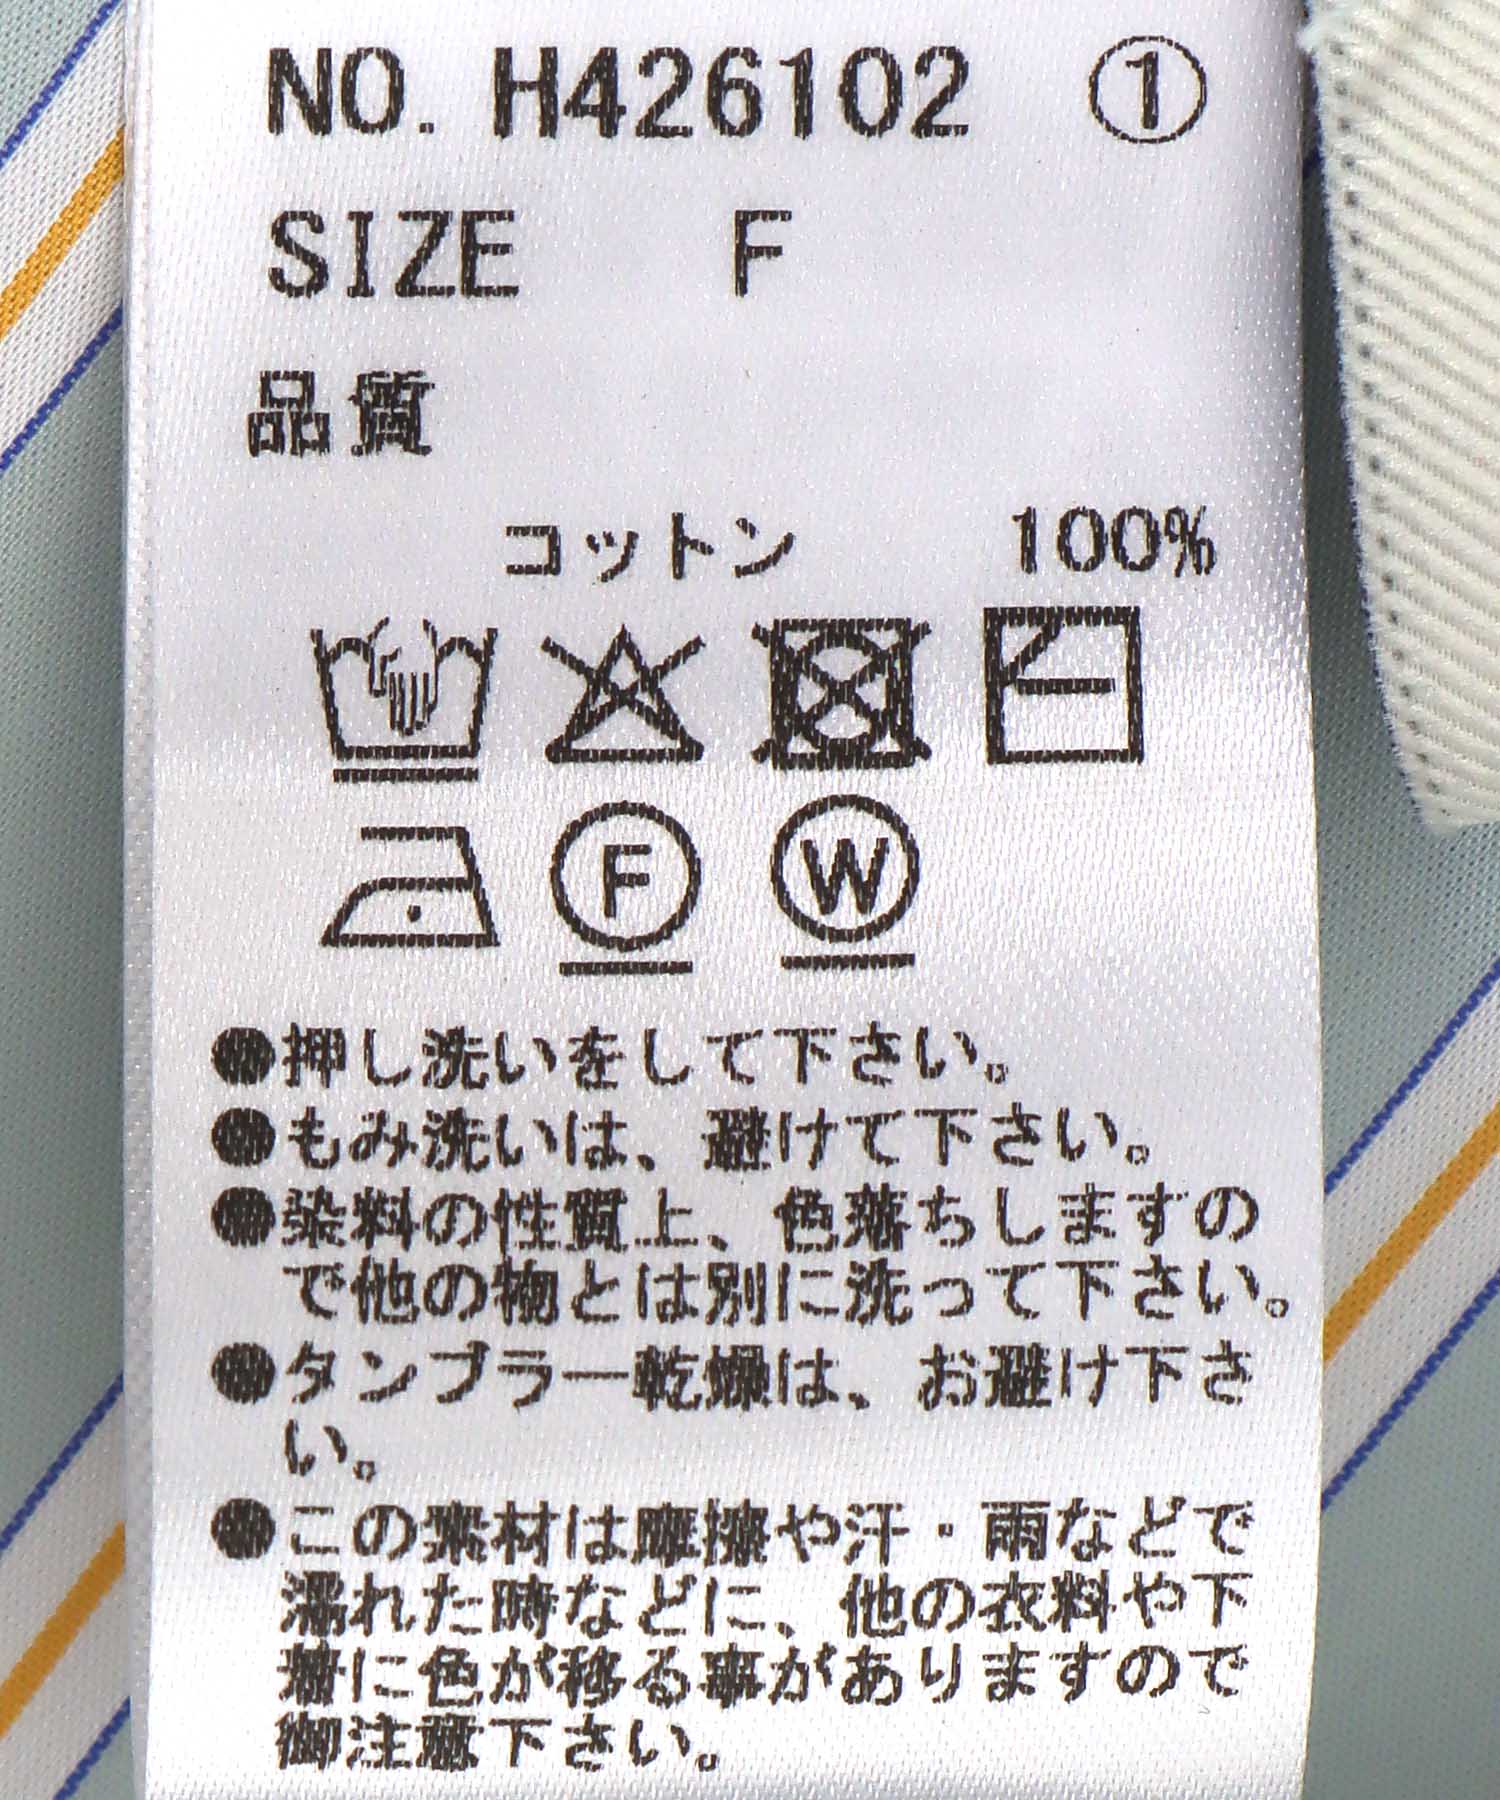 NO. H426102 ①
SIZE F
品質
コットン 100%
F W
●押し洗いをして下さい。
●もみ洗いは、避けて下さい。
●染料の性質上、色落ちしますの
で他の物とは別に洗って下さい。
●タンブラー乾燥は、お避け下さ
い。
●この素材は摩擦や汗・雨などで
濡れた時などに、他の衣料や下
着に色が移る事がありますので
御注意下さい。